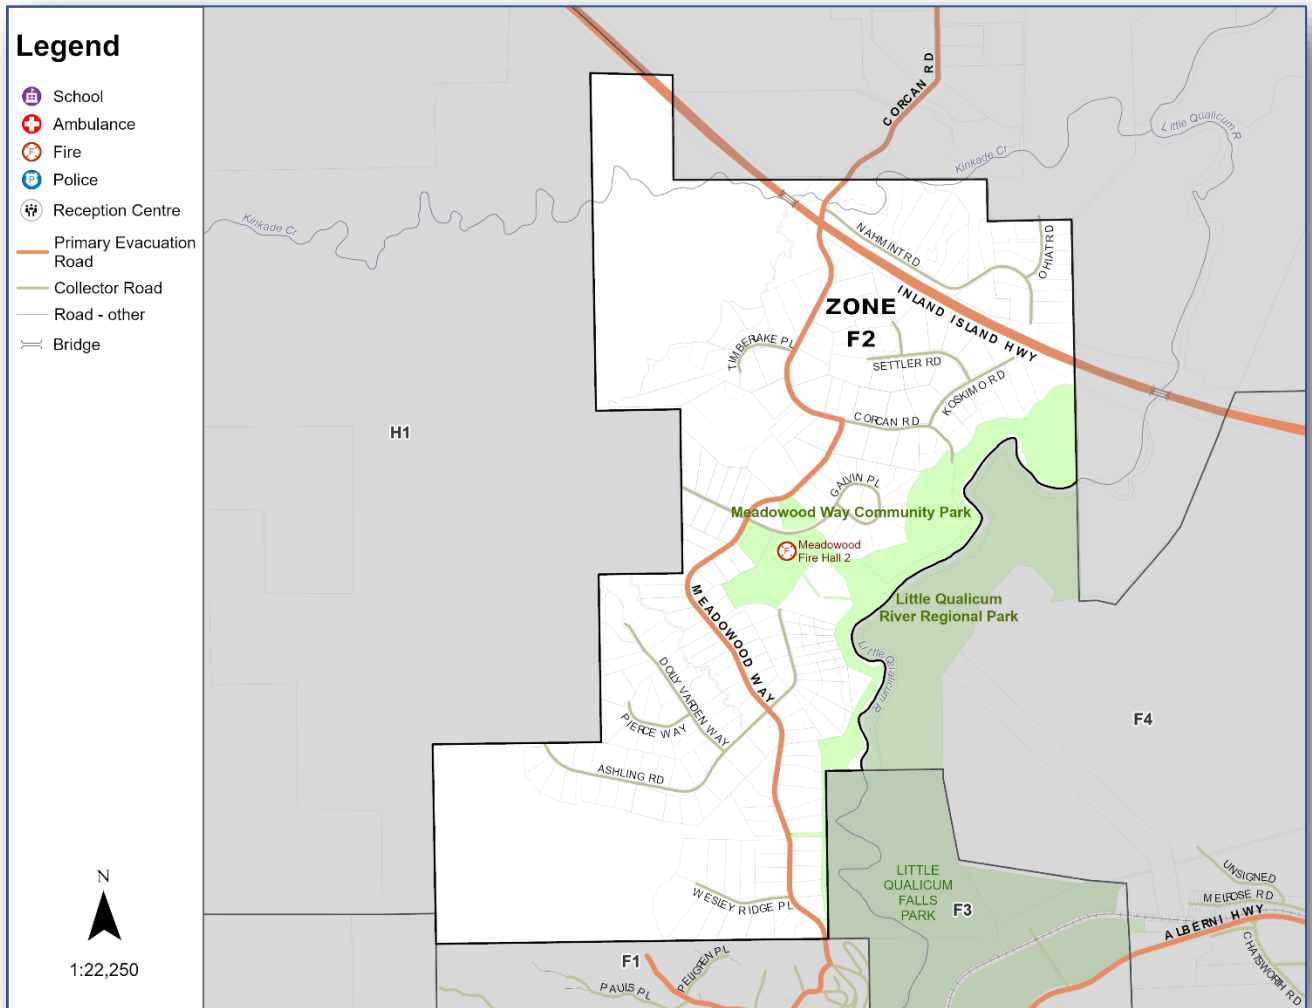 Legend
School
Ambulance
Fire
Police
Reception Centre
Primary Evacuation
Road
Collector Road
Road - other
Bridge
N
1:22,250
CORCAN RD
Little Qualicum R
Kinkade Cr
Kinkade Cr
NAHMINT RD
OHIAT RD
INLAND ISLAND HWY
ZONE
F2
TIMBERLAKE PL
SETTLER RD
KOSKIMO RD
CORCAN RD
H1
GALVIN PL
Meadowood Way Community Park
F
Meadowood
Fire Hall 2
MEADOWOOD WAY
Little Qualicum
River Regional Park
Little Qualicum R
DOLLY VARDEN WAY
PIERCE WAY
ASHLING RD
F4
WESLEY RIDGE PL
LITTLE
QUALICUM
FALLS
PARK
F3
UNSIGNED
MELROSE RD
ALBERNI HWY
CHATSWORTH RD
F1
PELLGREN PL
PAULS PL